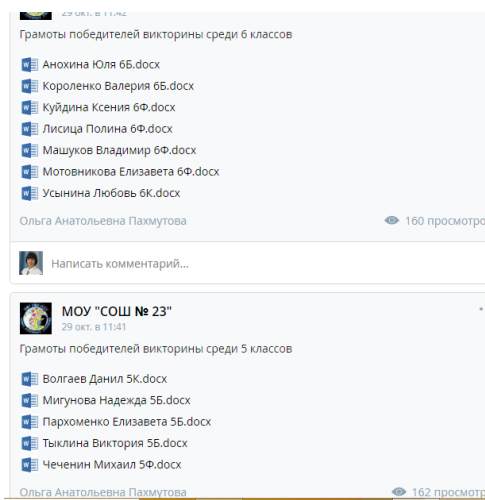 29 окт. в 11:42
Грамоты победителей викторины среди 6 классов
Анохина Юля 6Б.docx
Короленко Валерия 6Б.docx
Куйдина Ксения 6Ф.docx
Лисица Полина 6Ф.docx
Машуков Владимир 6Ф.docx
Мотовникова Елизавета 6Ф.docx
Усынина Любовь 6К.docx
Ольга Анатольевна Пахмутова 160 просмотро
Написать комментарий...
МОУ "СОШ № 23"
29 окт. в 11:41
Грамоты победителей викторины среди 5 классов
Волгаев Данил 5К.docx
Мигунова Надежда 5Б.docx
Пархоменко Елизавета 5Б.docx
Тыклина Виктория 5Б.docx
Чеченин Михаил 5Ф.docx
Ольга Анатольевна Пахмутова 162 просмотр